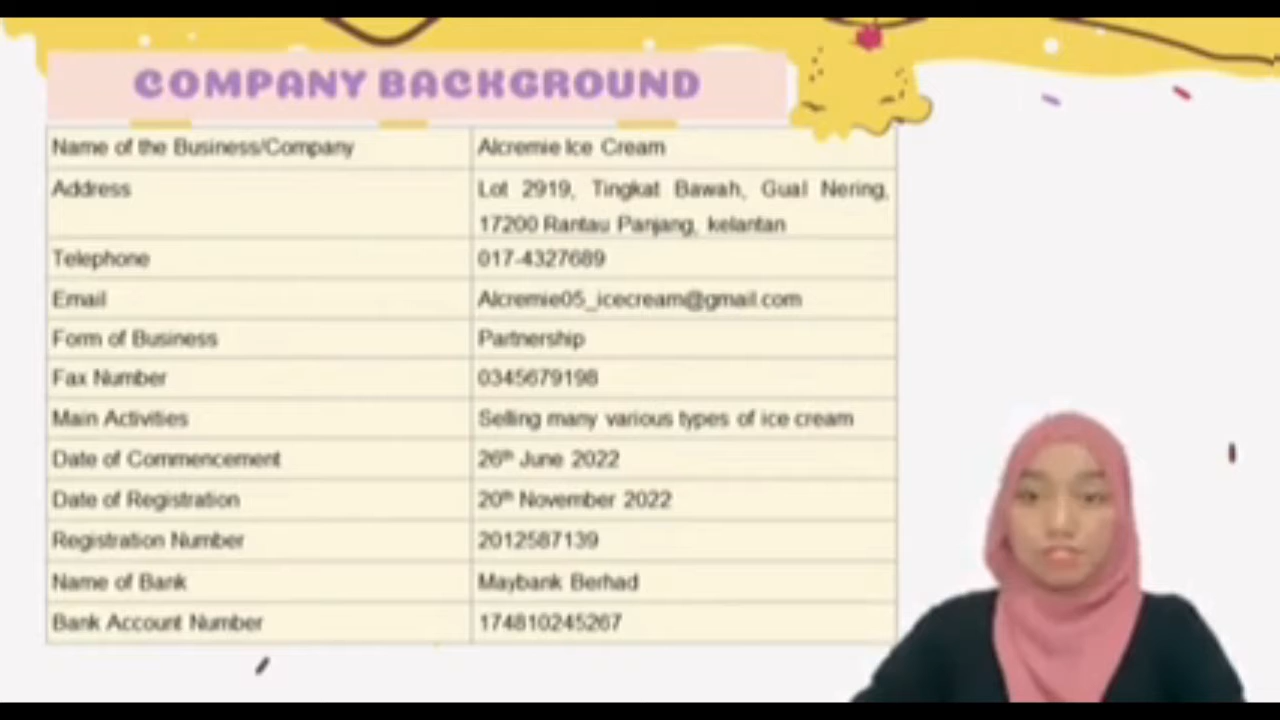 COMPANY BACKGROUND
Name of the Business/Company Alcremie Ice Cream
Address Lot 2919, Tingkat Bawah, Gual Nering,
17200 Rantau Panjang, kelantan
Telephone 017-4327689
Email Alcremie05_icecream@gmail.com
Form of Business Partnership
Fax Number 0345679198
Main Activities Selling many various types of ice cream
Date of Commencement 26th June 2022
Date of Registration 20th November 2022
Registration Number 2012587139
Name of Bank Maybank Berhad
Bank Account Number 174810245267